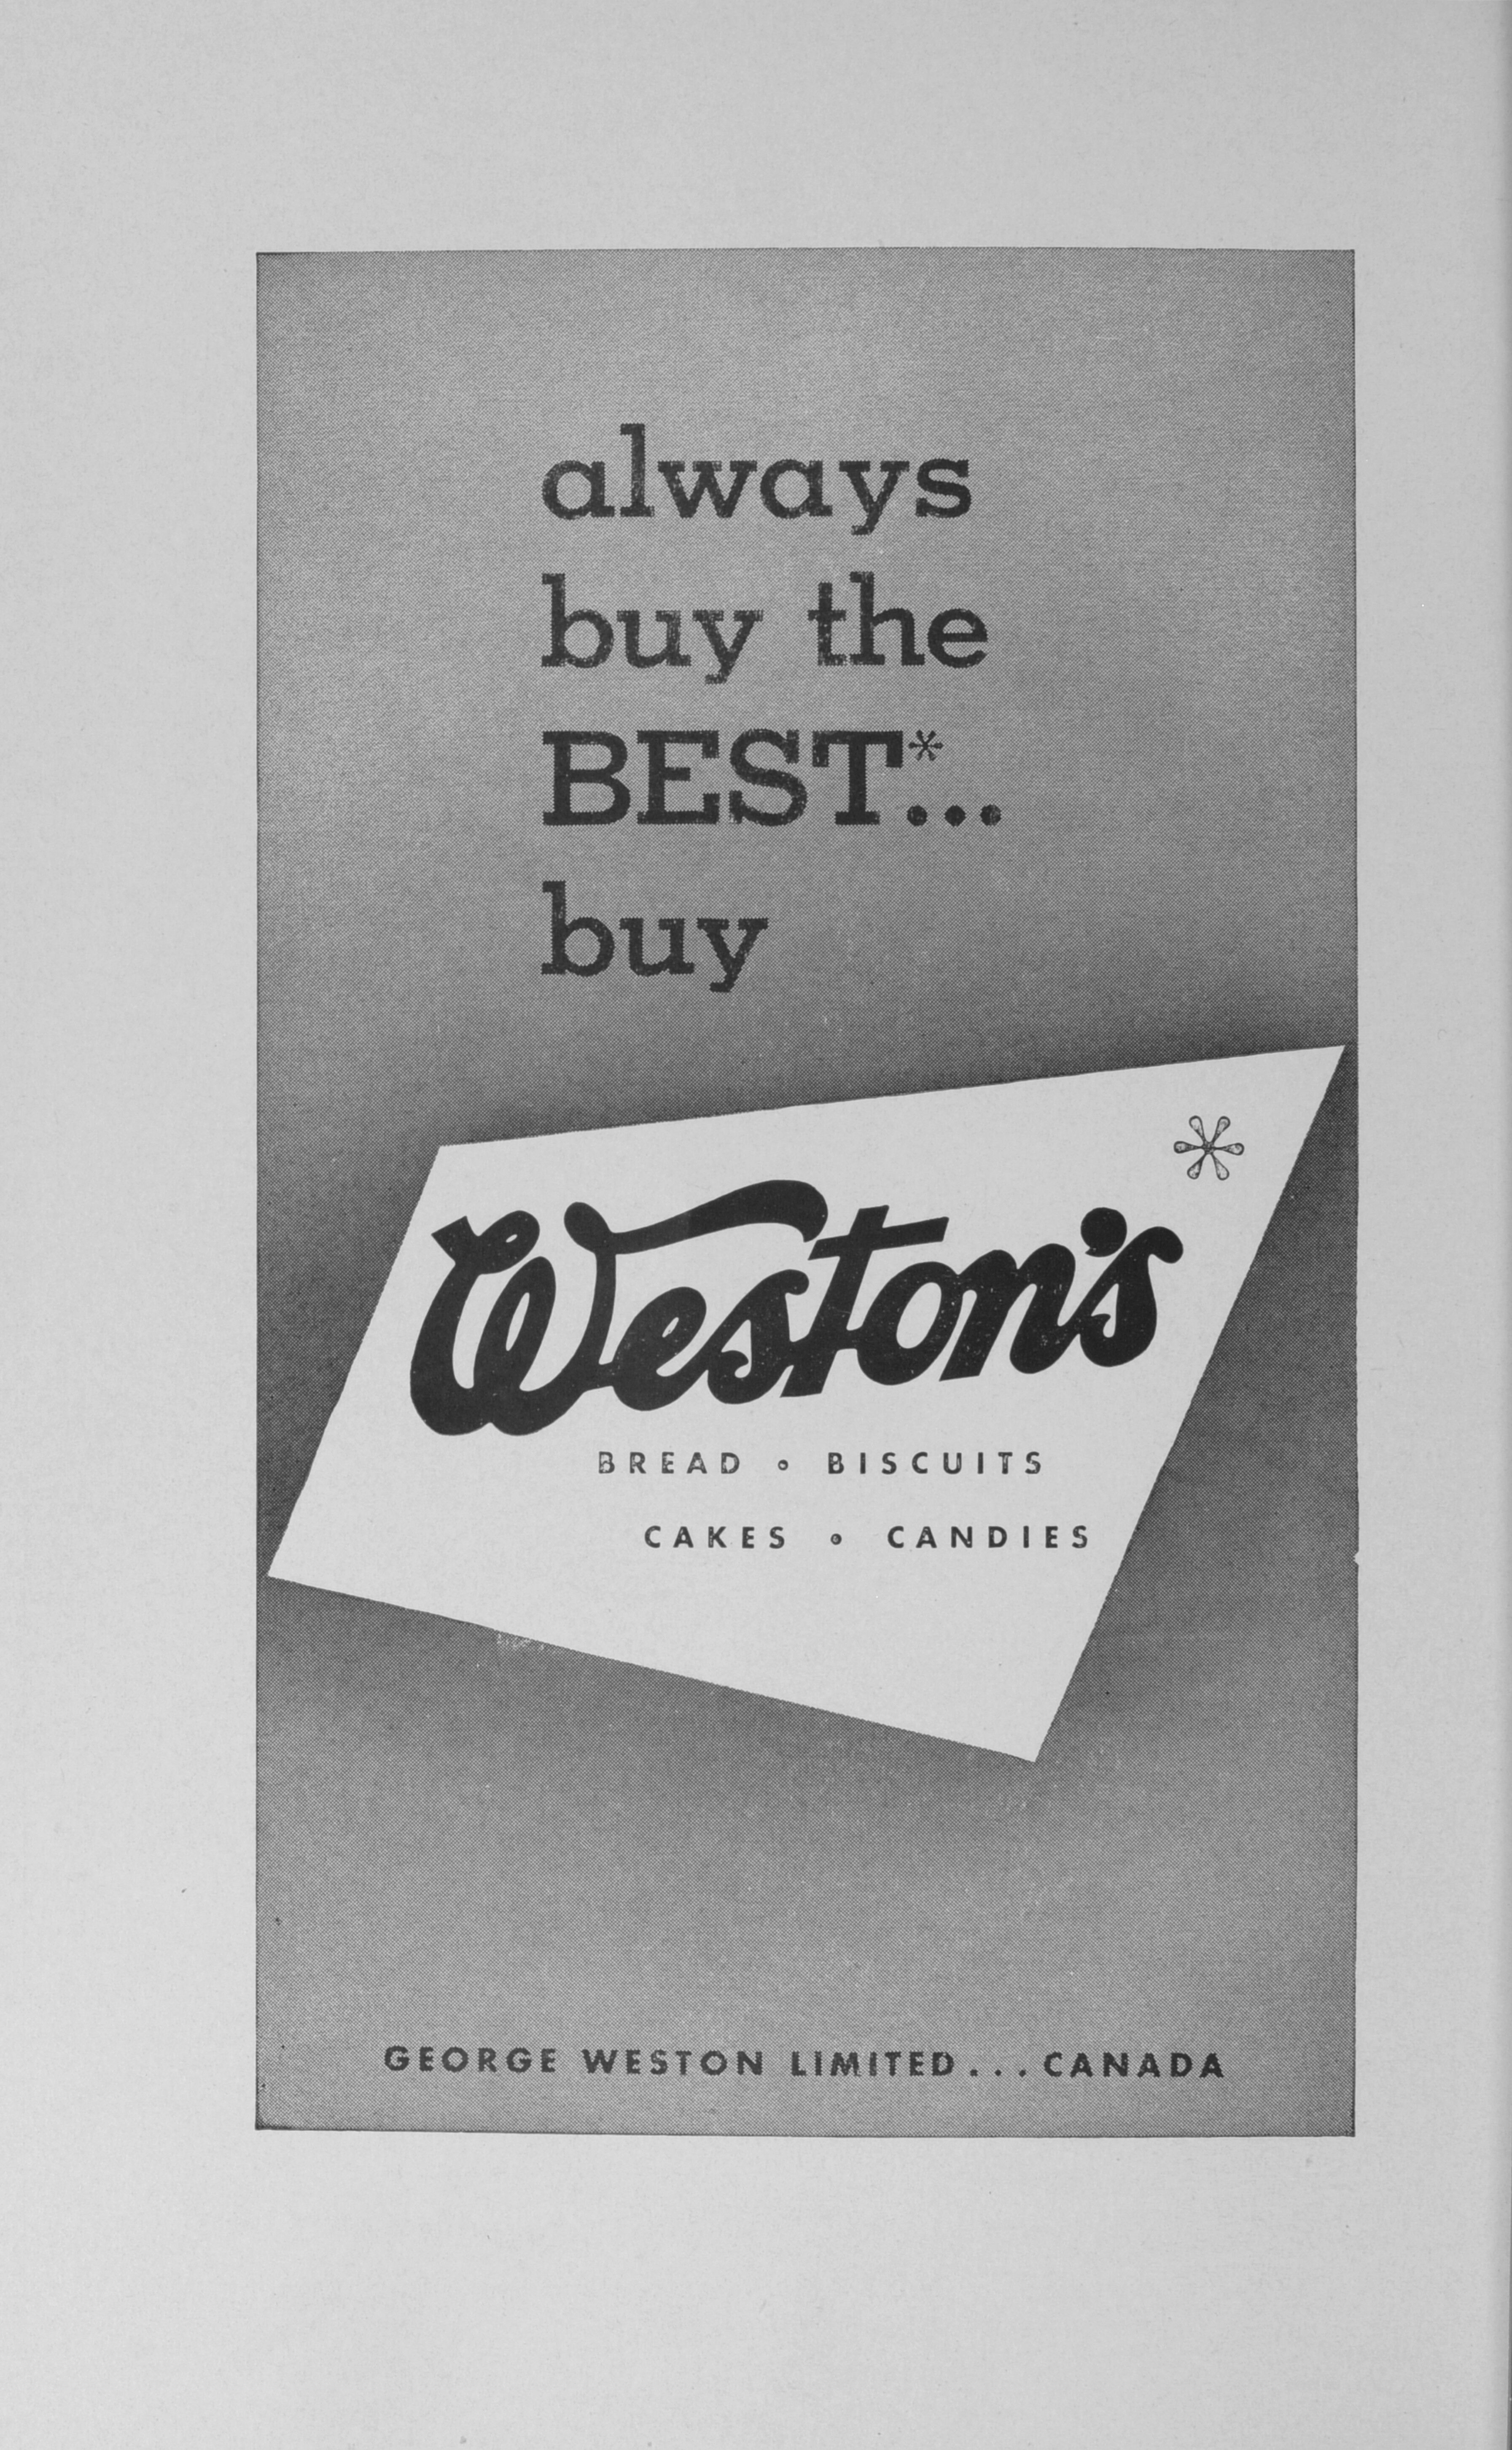 always
buy the
BEST*...
buy
*
Weston's
BREAD • BISCUITS
CAKES • CANDIES
GEORGE WESTON LIMITED... CANADA